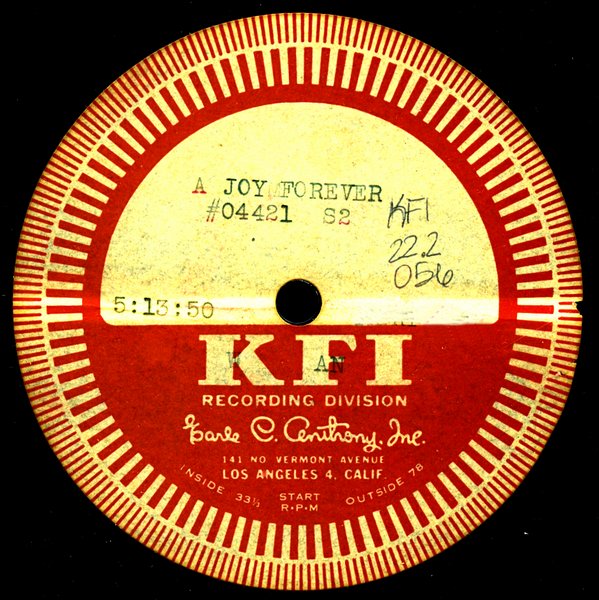 A JOY FOREVER
#04421 S2
KFI
22.2
056
5:13:50
KFI
AN
RECORDING DIVISION
Earle C. Anthony, Inc.
141 NO VERMONT AVENUE
LOS ANGELES 4, CALIF.
INSIDE 33⅓ START OUTSIDE 78
R·P·M